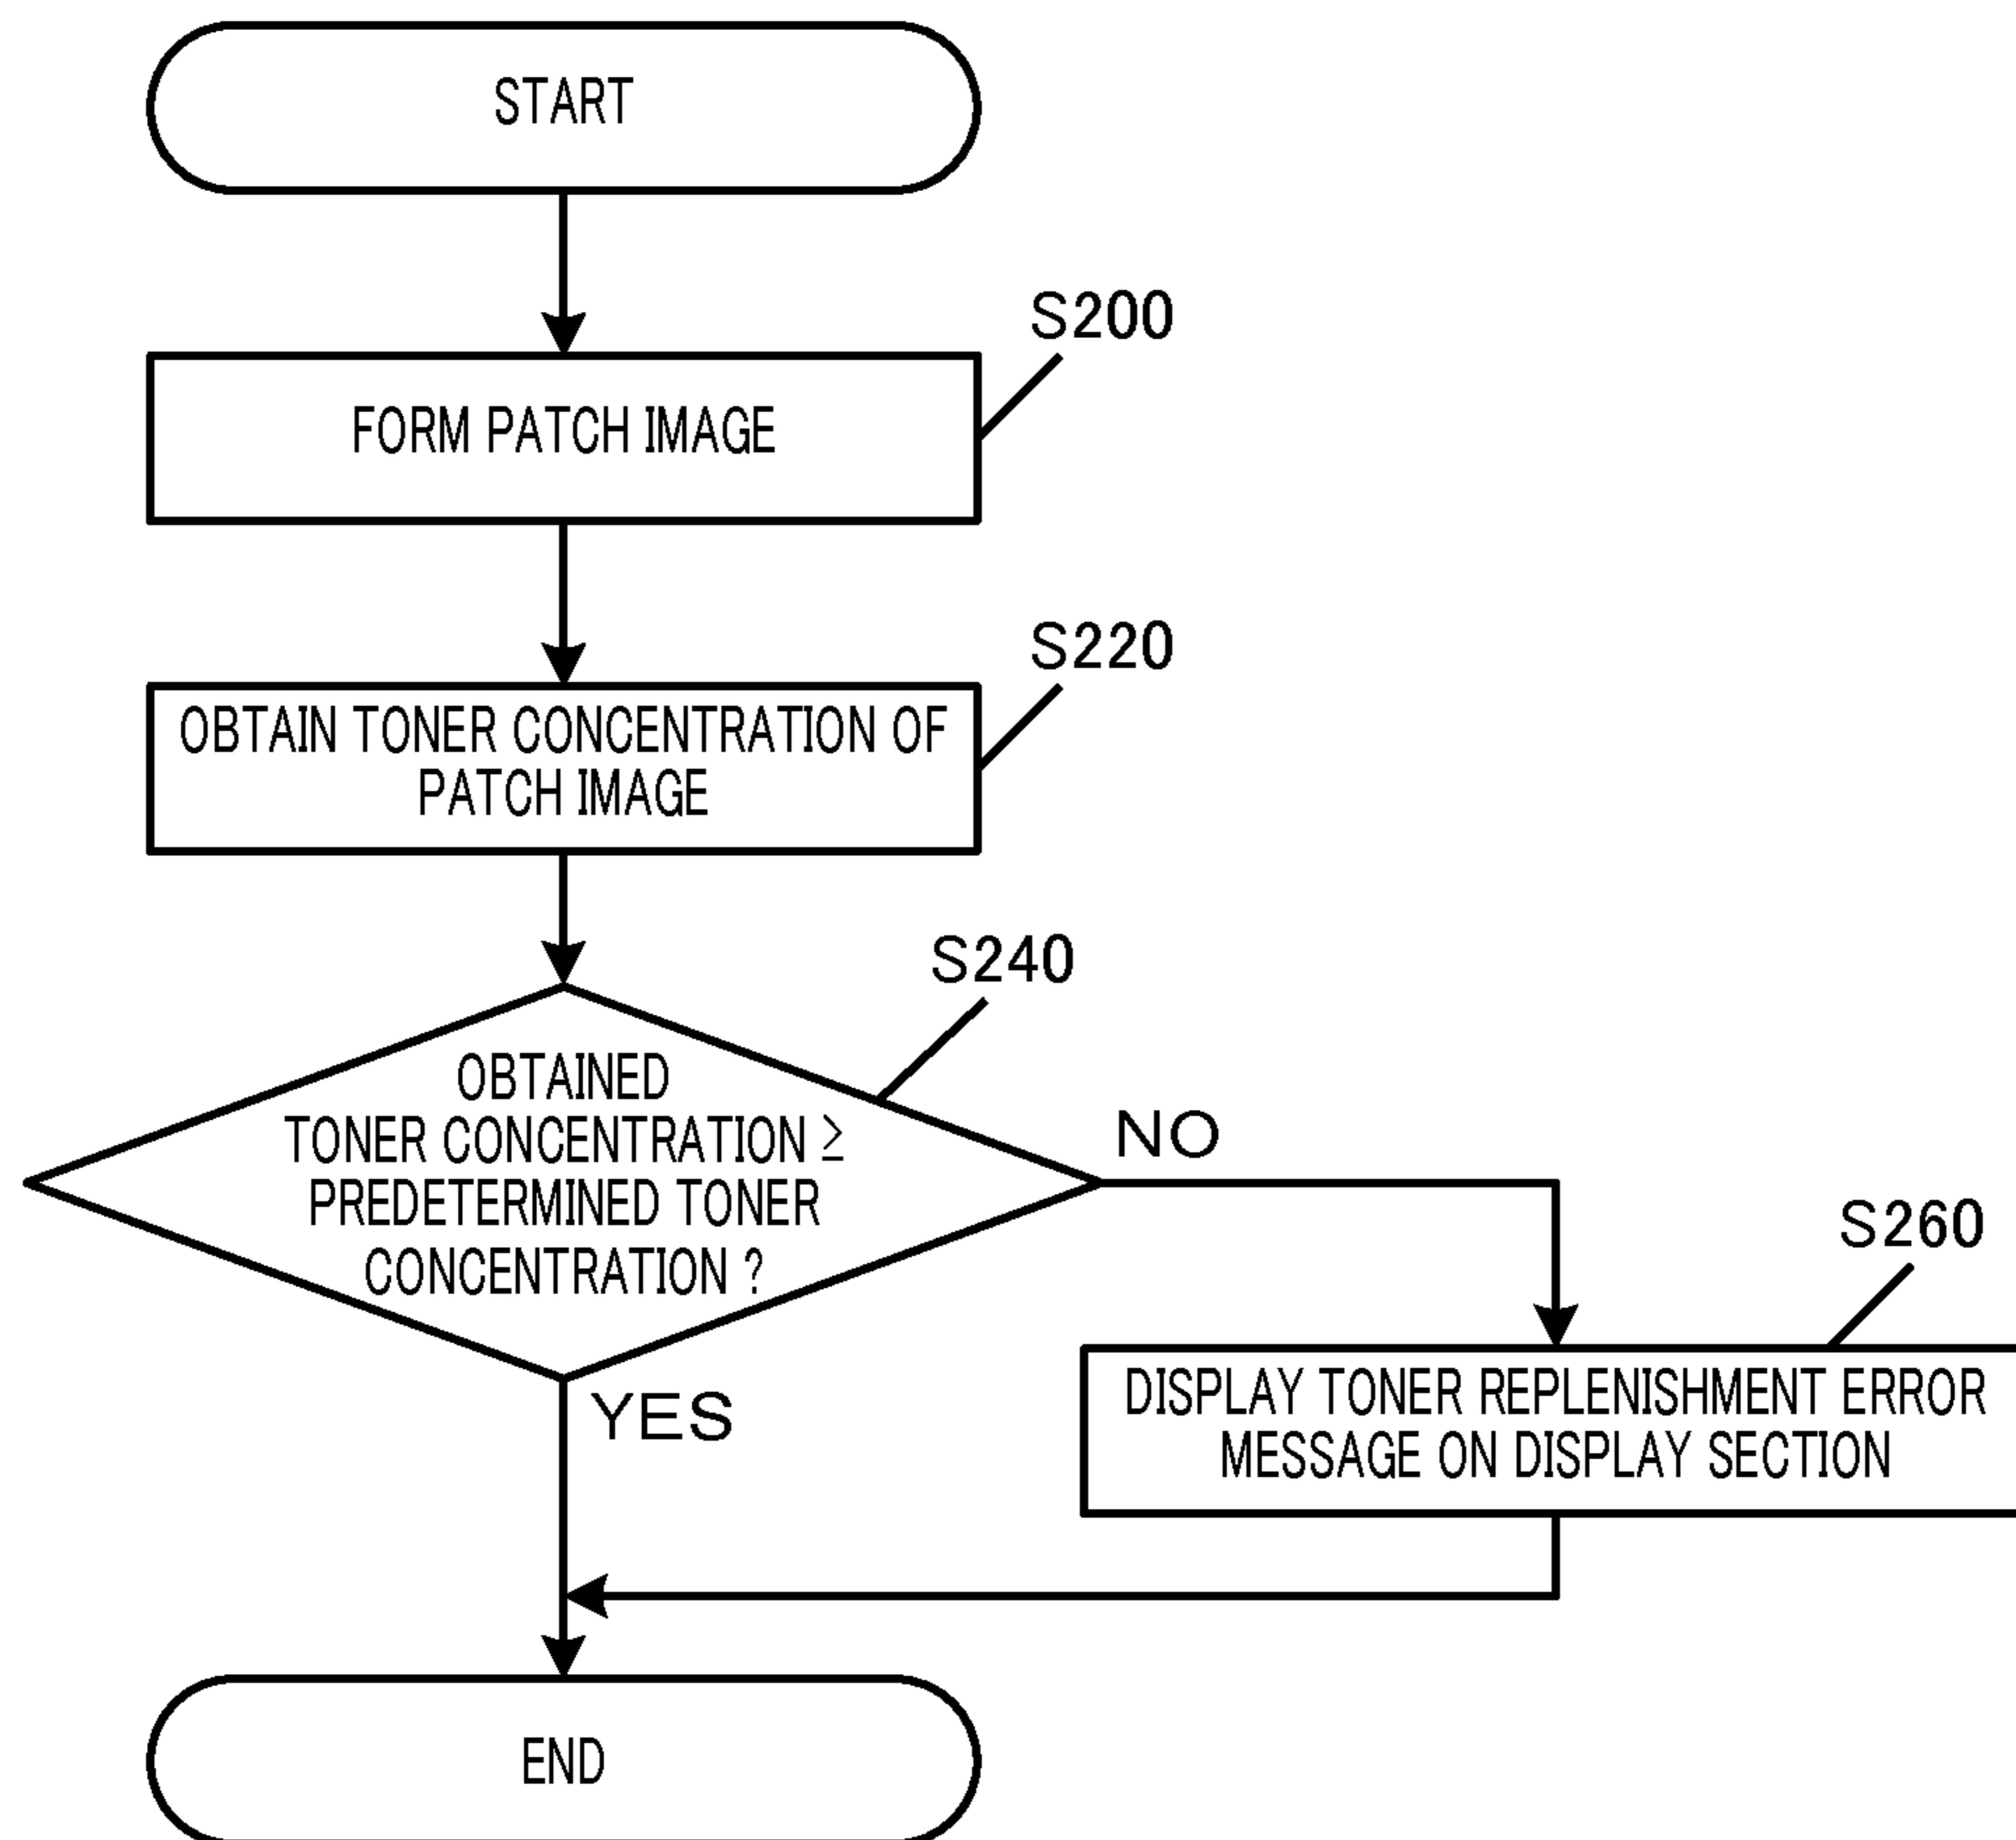 START
S200
FORM PATCH IMAGE
S220
OBTAIN TONER CONCENTRATION OF
PATCH IMAGE
S240
OBTAINED
TONER CONCENTRATION ≥
PREDETERMINED TONER
CONCENTRATION ?
NO
YES
S260
DISPLAY TONER REPLENISHMENT ERROR
MESSAGE ON DISPLAY SECTION
END